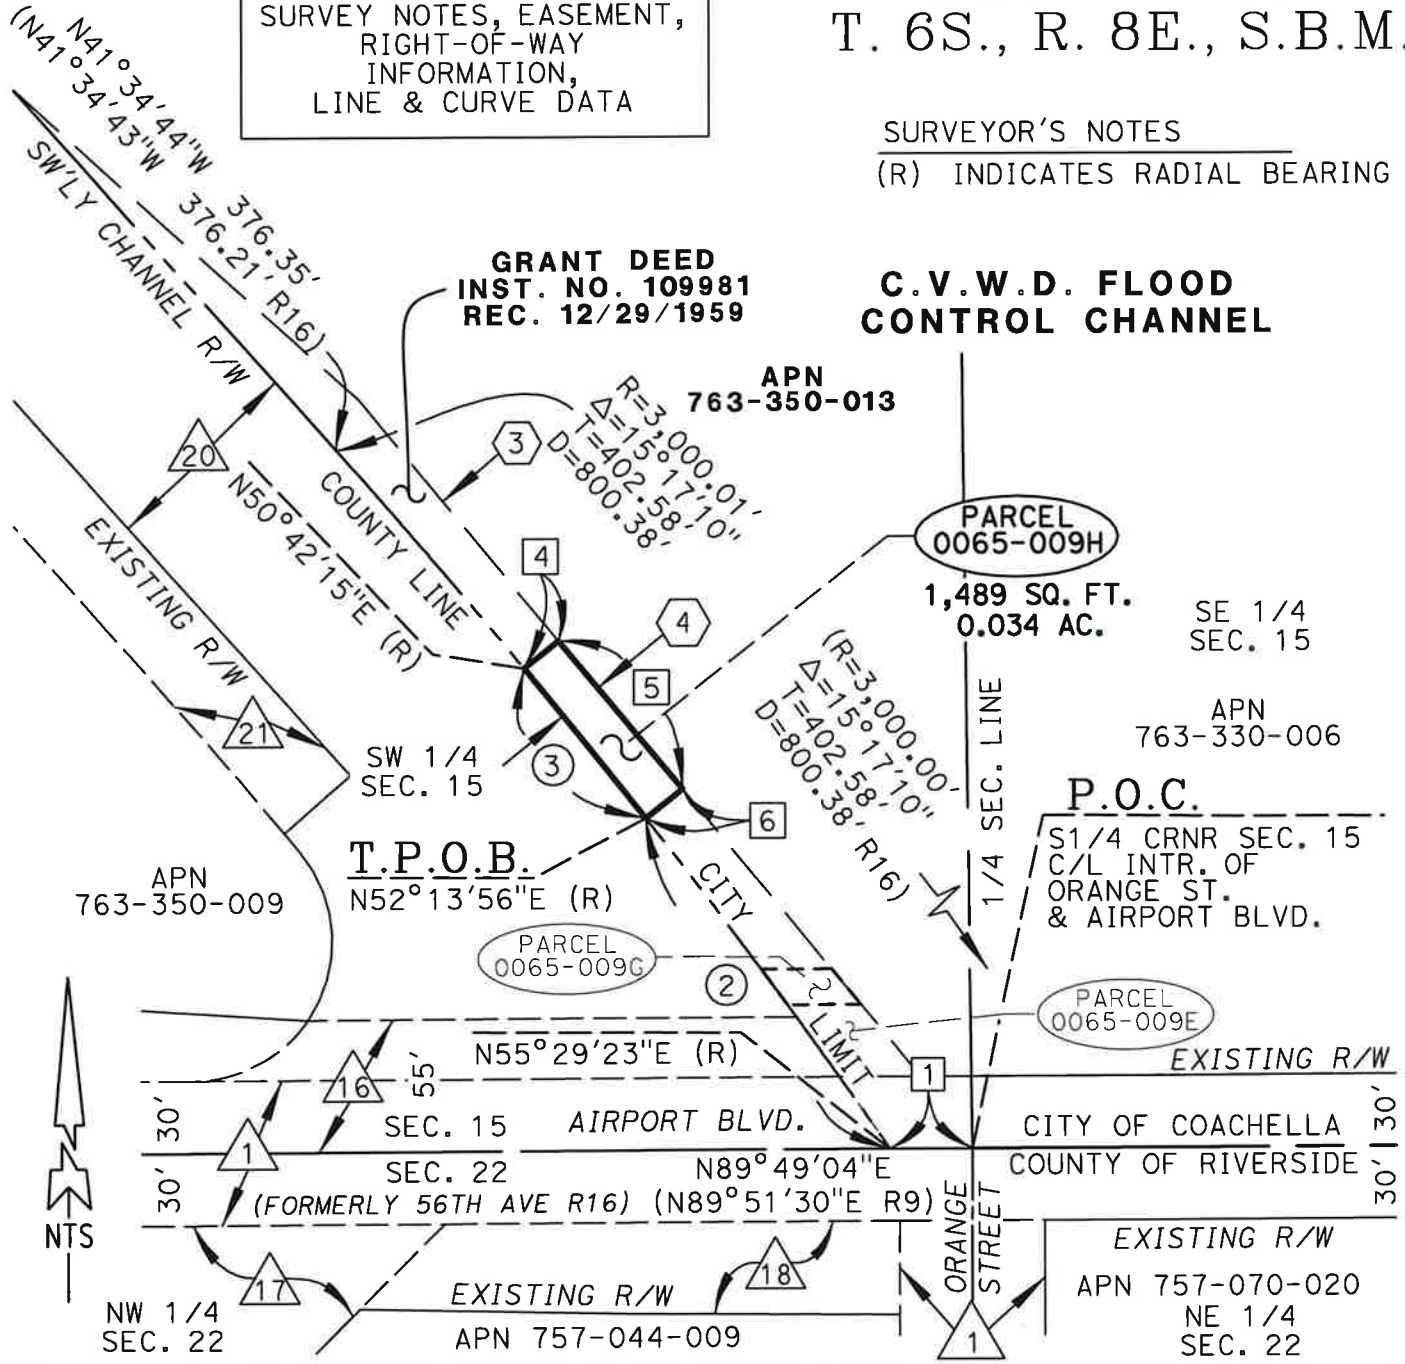 SURVEY NOTES, EASEMENT,
RIGHT-OF-WAY
INFORMATION,
LINE & CURVE DATA
T. 6S., R. 8E., S.B.M.
SURVEYOR'S NOTES
(R) INDICATES RADIAL BEARING
N41°34'44"W 376.35'
(N41°34'43"W 376.21' R16)
SW'LY CHANNEL R/W
GRANT DEED
INST. NO. 109981
REC. 12/29/1959
C.V.W.D. FLOOD
CONTROL CHANNEL
APN
763-350-013
R=3,000.01'
Δ=15°17'10"
T=402.58'
D=800.38'
3
20
N50°42'15"E (R)
COUNTY LINE
EXISTING R/W
4
PARCEL
0065-009H
1,489 SQ. FT.
0.034 AC.
SE 1/4
SEC. 15
4
5
(R=3,000.00'
Δ=15°17'10"
T=402.58'
D=800.38' R16)
1/4 SEC. LINE
21
APN
763-330-006
SW 1/4
SEC. 15
3
6
P.O.C.
S1/4 CRNR SEC. 15
C/L INTR. OF
ORANGE ST.
& AIRPORT BLVD.
T.P.O.B.
N52°13'56"E (R)
APN
763-350-009
CITY
LIMIT
PARCEL
0065-009G
2
PARCEL
0065-009E
N55°29'23"E (R)
EXISTING R/W
16
55'
1
30'
30'
1
SEC. 15
AIRPORT BLVD.
CITY OF COACHELLA
30'
SEC. 22
N89°49'04"E
COUNTY OF RIVERSIDE
30'
(FORMERLY 56TH AVE R16) (N89°51'30"E R9)
NTS
ORANGE
STREET
EXISTING R/W
17
18
EXISTING R/W
APN 757-070-020
NE 1/4
SEC. 22
NW 1/4
SEC. 22
APN 757-044-009
1